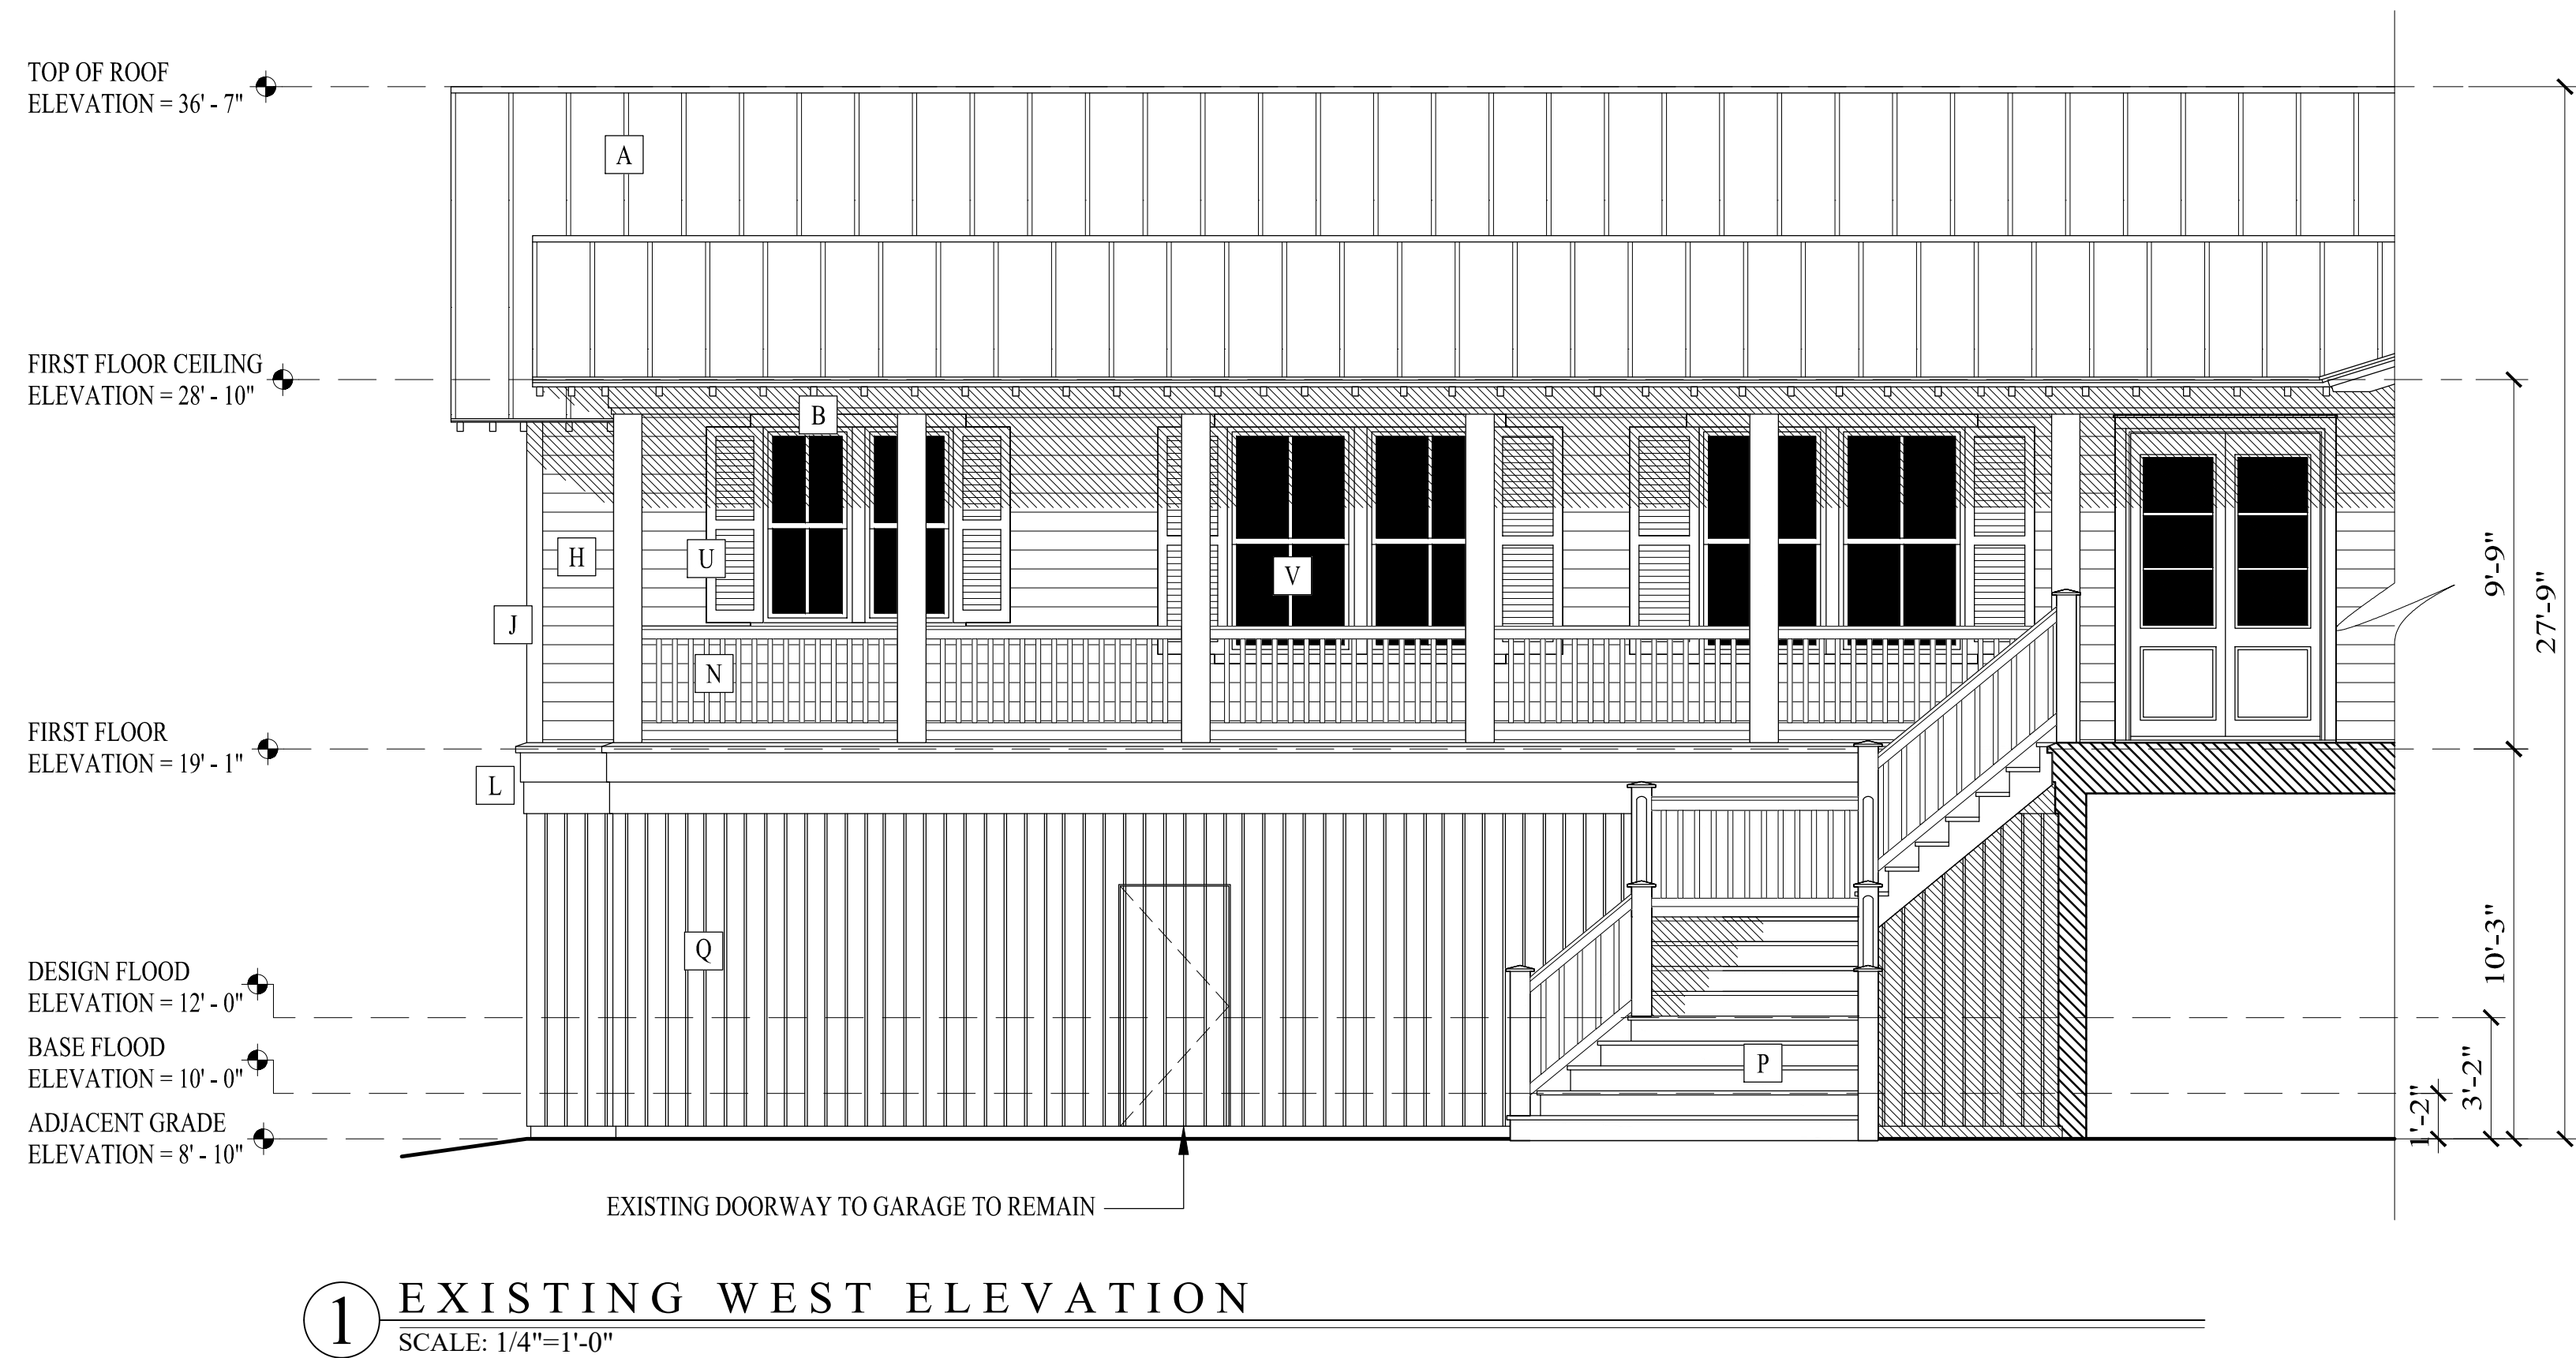 TOP OF ROOF
ELEVATION = 36' - 7"
A
FIRST FLOOR CEILING
ELEVATION = 28' - 10"
B
H
U
V
J
N
9'-9"
27'-9"
FIRST FLOOR
ELEVATION = 19' - 1"
L
Q
10'-3"
DESIGN FLOOD
ELEVATION = 12' - 0"
BASE FLOOD
ELEVATION = 10' - 0"
P
3'-2"
1'-2"
ADJACENT GRADE
ELEVATION = 8' - 10"
EXISTING DOORWAY TO GARAGE TO REMAIN
1
EXISTING WEST ELEVATION
SCALE: 1/4"=1'-0"